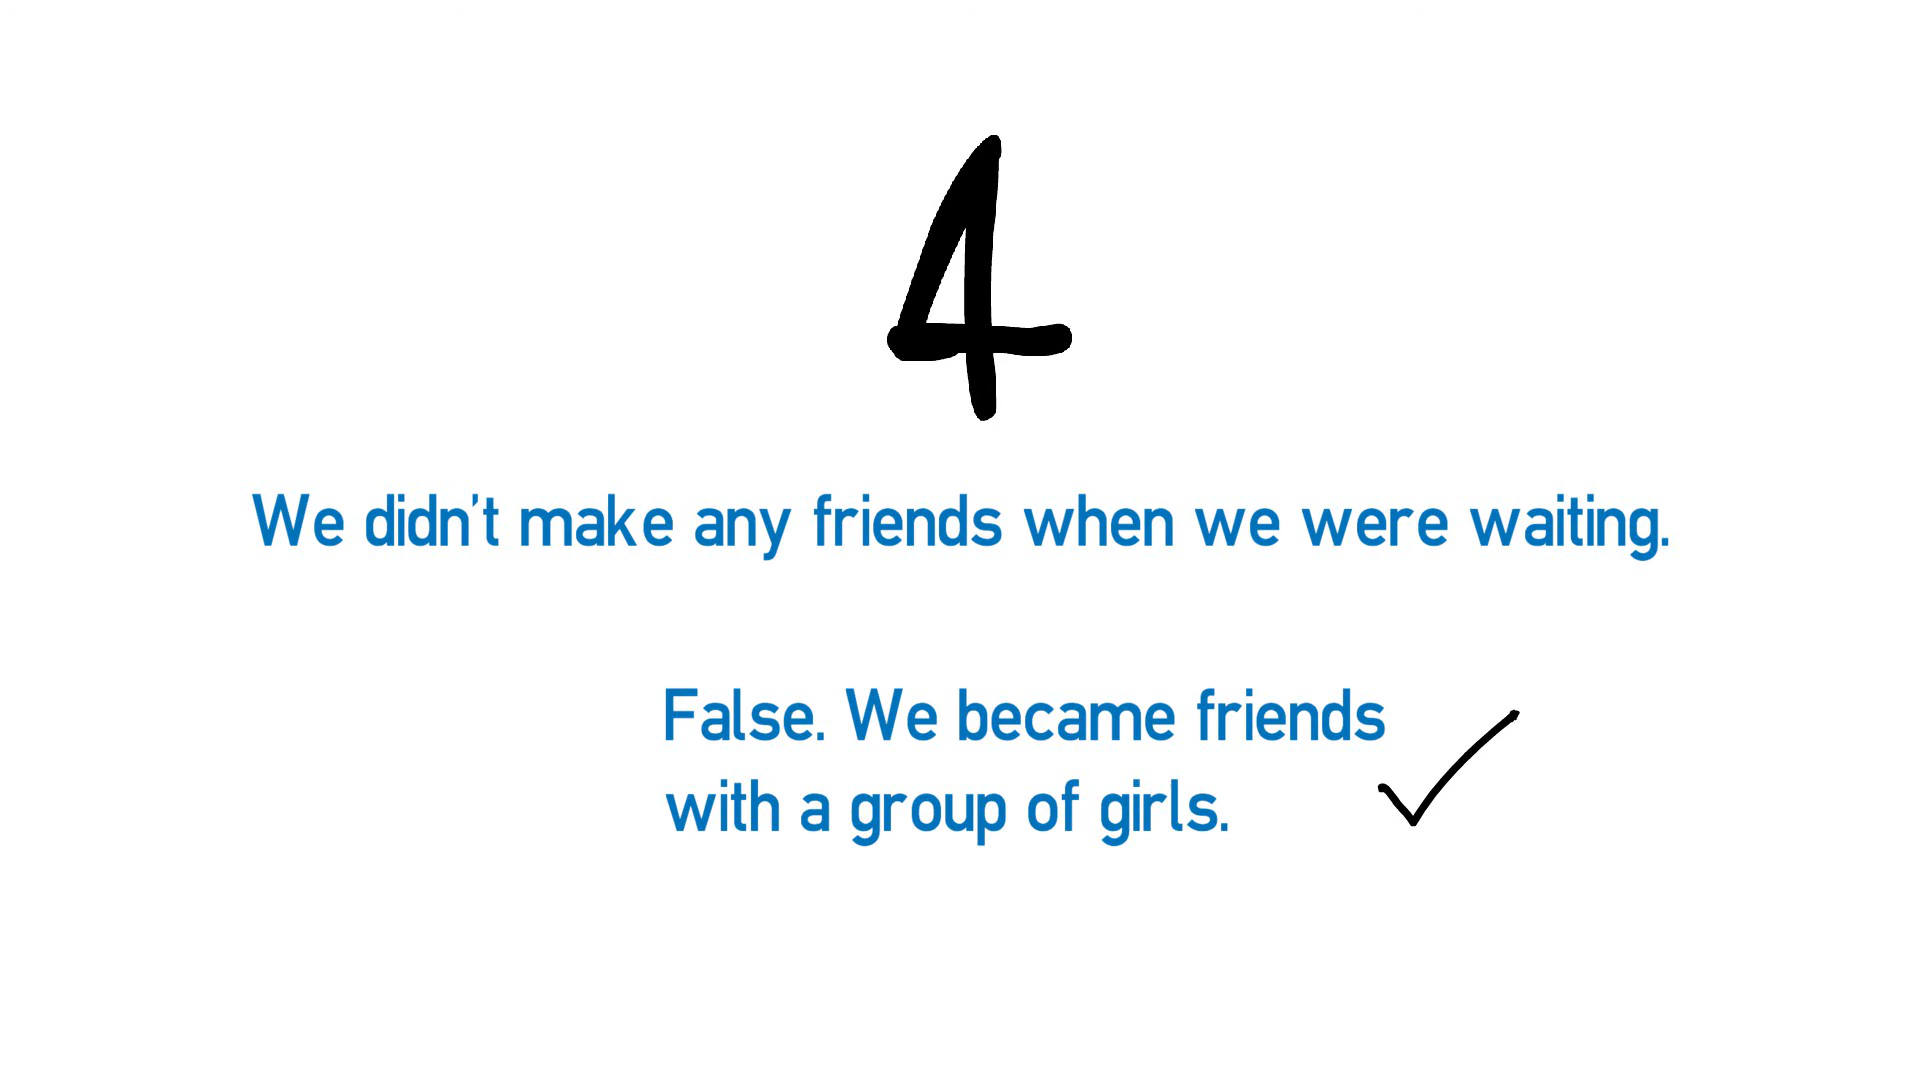 4
We didn't make any friends when we were waiting.
False. We became friends
with a group of girls.